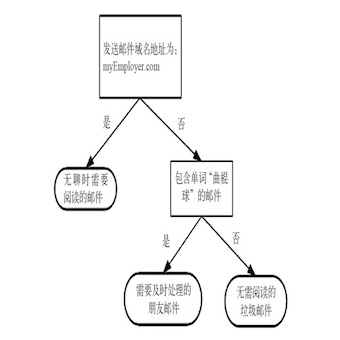 发送邮件域名地址为:
myEmployer.com
是
否
无聊时需要
阅读的邮件
包含单词“曲棍
球”的邮件
是
否
需要及时处理的
朋友邮件
无需阅读的
垃圾邮件